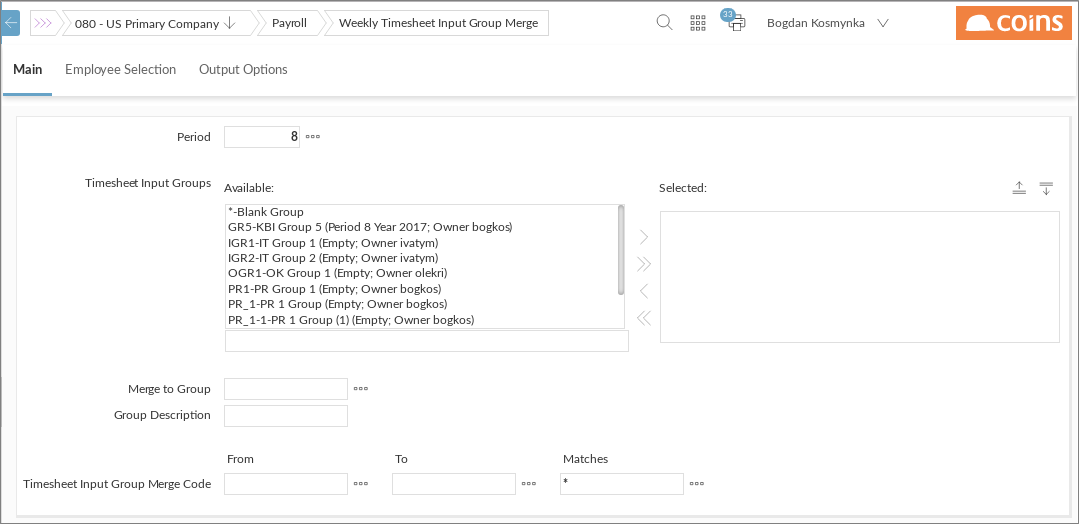 080 - US Primary Company
Payroll
Weekly Timesheet Input Group Merge
33
Bogdan Kosmynka
coins
Main
Employee Selection
Output Options
Period
8
Timesheet Input Groups
Available:
Selected:
*-Blank Group
GR5-KBI Group 5 (Period 8 Year 2017; Owner bogkos)
IGR1-IT Group 1 (Empty; Owner ivatym)
IGR2-IT Group 2 (Empty; Owner ivatym)
OGR1-OK Group 1 (Empty; Owner olekri)
PR1-PR Group 1 (Empty; Owner bogkos)
PR_1-PR 1 Group (Empty; Owner bogkos)
PR_1-1-PR 1 Group (1) (Empty; Owner bogkos)
Merge to Group
Group Description
From
To
Matches
Timesheet Input Group Merge Code
*